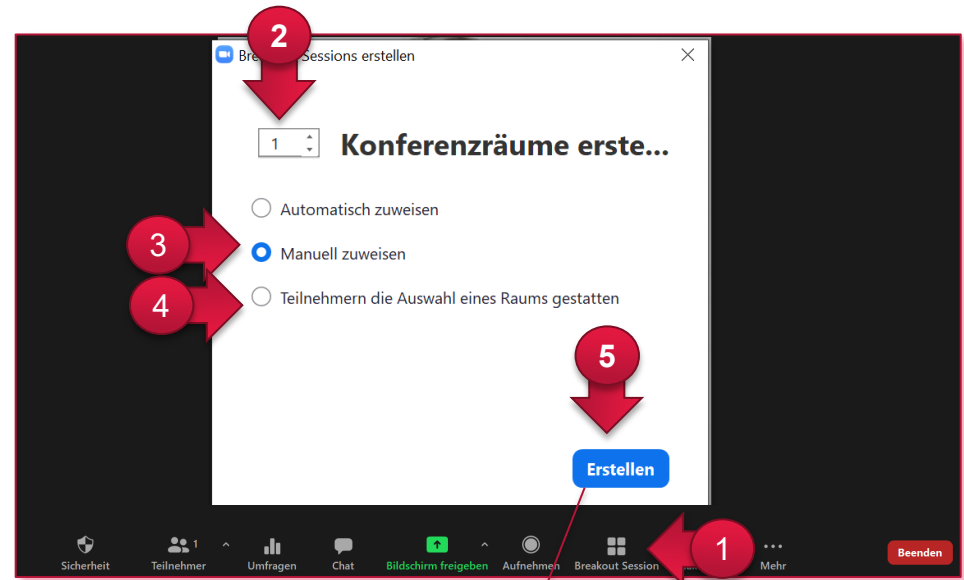 2
Sessions erstellen
1
Konferenzräume erste...
Automatisch zuweisen
3
Manuell zuweisen
4
Teilnehmern die Auswahl eines Raums gestatten
5
Erstellen
1
1
Sicherheit
Teilnehmer
Umfragen
Chat
Bildschirm freigeben
Aufnehmen
Breakout Session
Mehr
Beenden